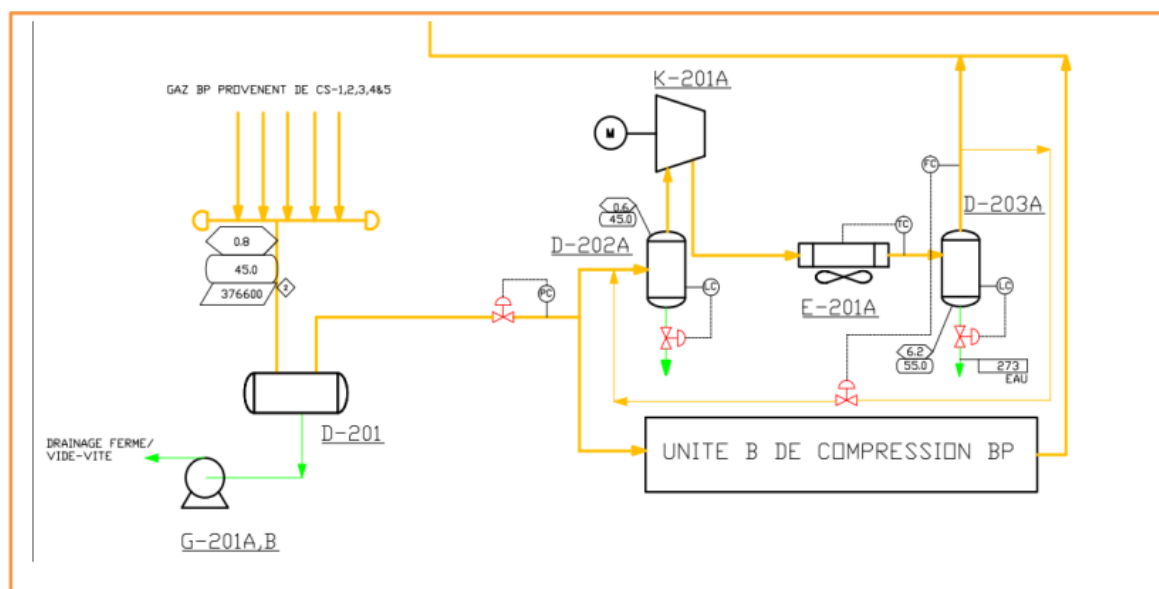 K-201A
GAZ BP PROVENENT DE CS-1,2,3,4&5
M
FC
0.6
45.0
D-202A
D-203A
0.8
45.0
376600
2
TC
PC
LC
E-201A
LC
6.2
55.0
273
EAU
D-201
DRAINAGE FERME/
VIDE-VITE
UNITE B DE COMPRESSION BP
G-201A,B